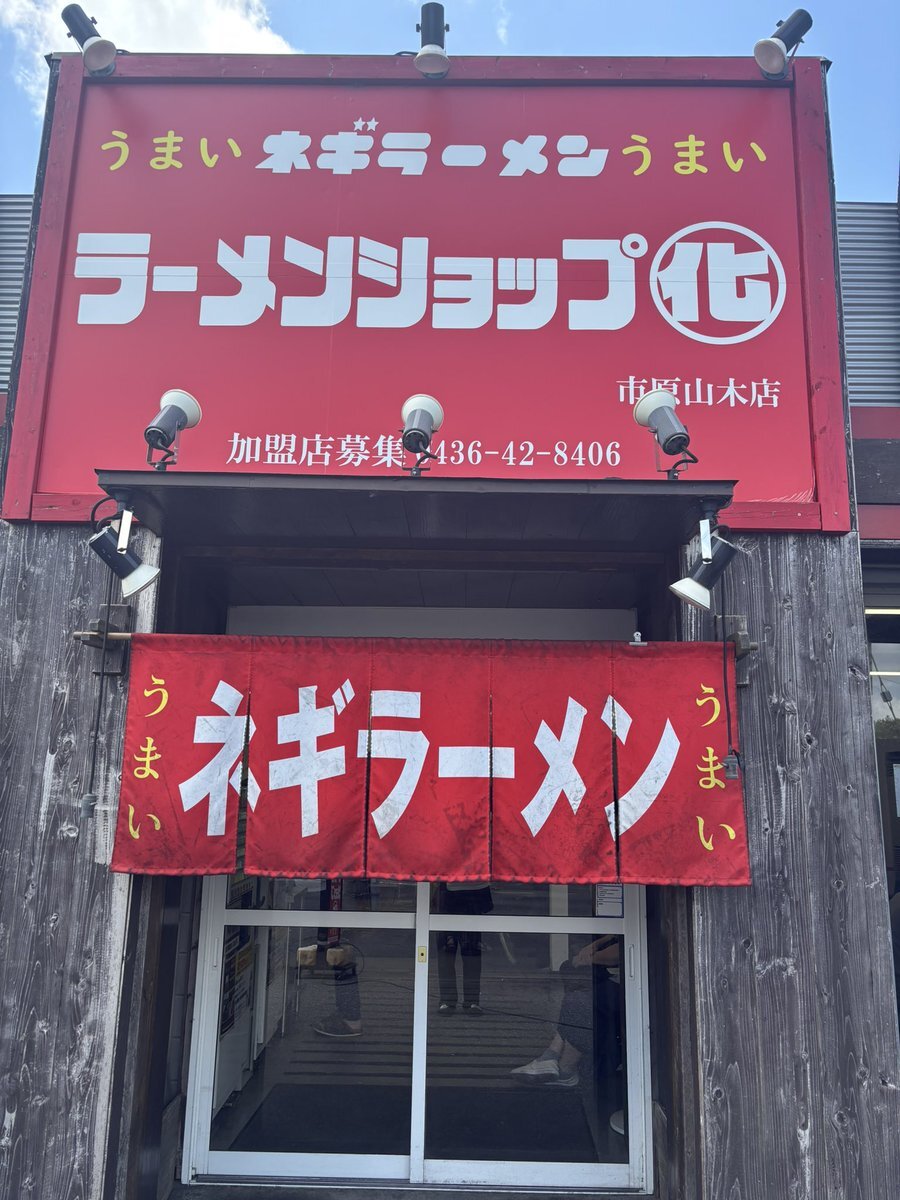 うまい ネギラーメン うまい
ラーメンショップ 化
市原山木店
加盟店募集 436-42-8406
うまい ネギラーメン うまい